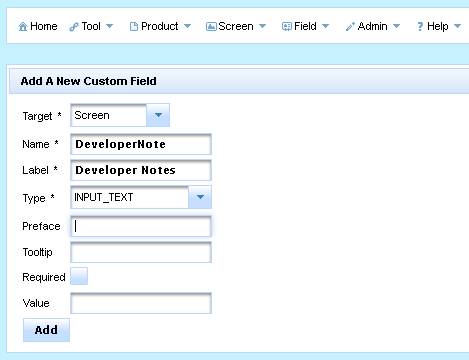 Home Tool Product Screen Field Admin Help
Add A New Custom Field
Target * Screen
Name * DeveloperNote
Label * Developer Notes
Type * INPUT_TEXT
Preface
Tooltip
Required
Value
Add